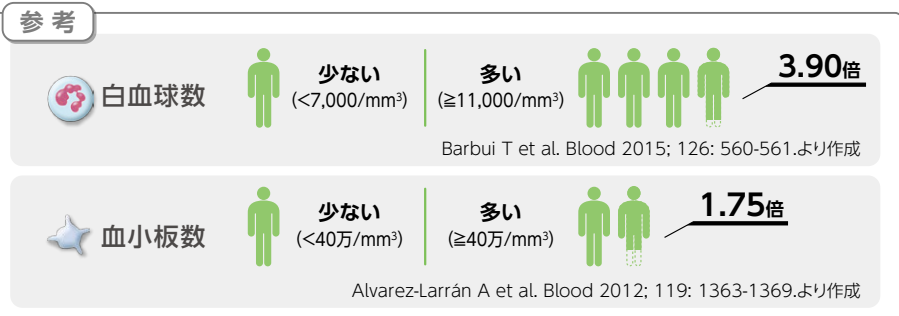 参考
白血球数 少ない 多い 3.90倍
(<7,000/mm³) (≧11,000/mm³)
Barbui T et al. Blood 2015; 126: 560-561.より作成
血小板数 少ない 多い 1.75倍
(<40万/mm³) (≧40万/mm³)
Alvarez-Larrán A et al. Blood 2012; 119: 1363-1369.より作成